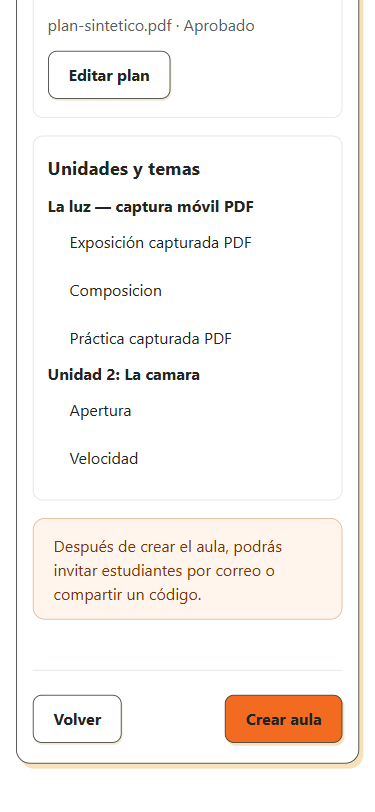 plan-sintetico.pdf · Aprobado
Editar plan
Unidades y temas
La luz — captura móvil PDF
Exposición capturada PDF
Composicion
Práctica capturada PDF
Unidad 2: La camara
Apertura
Velocidad
Después de crear el aula, podrás
invitar estudiantes por correo o
compartir un código.
Volver
Crear aula